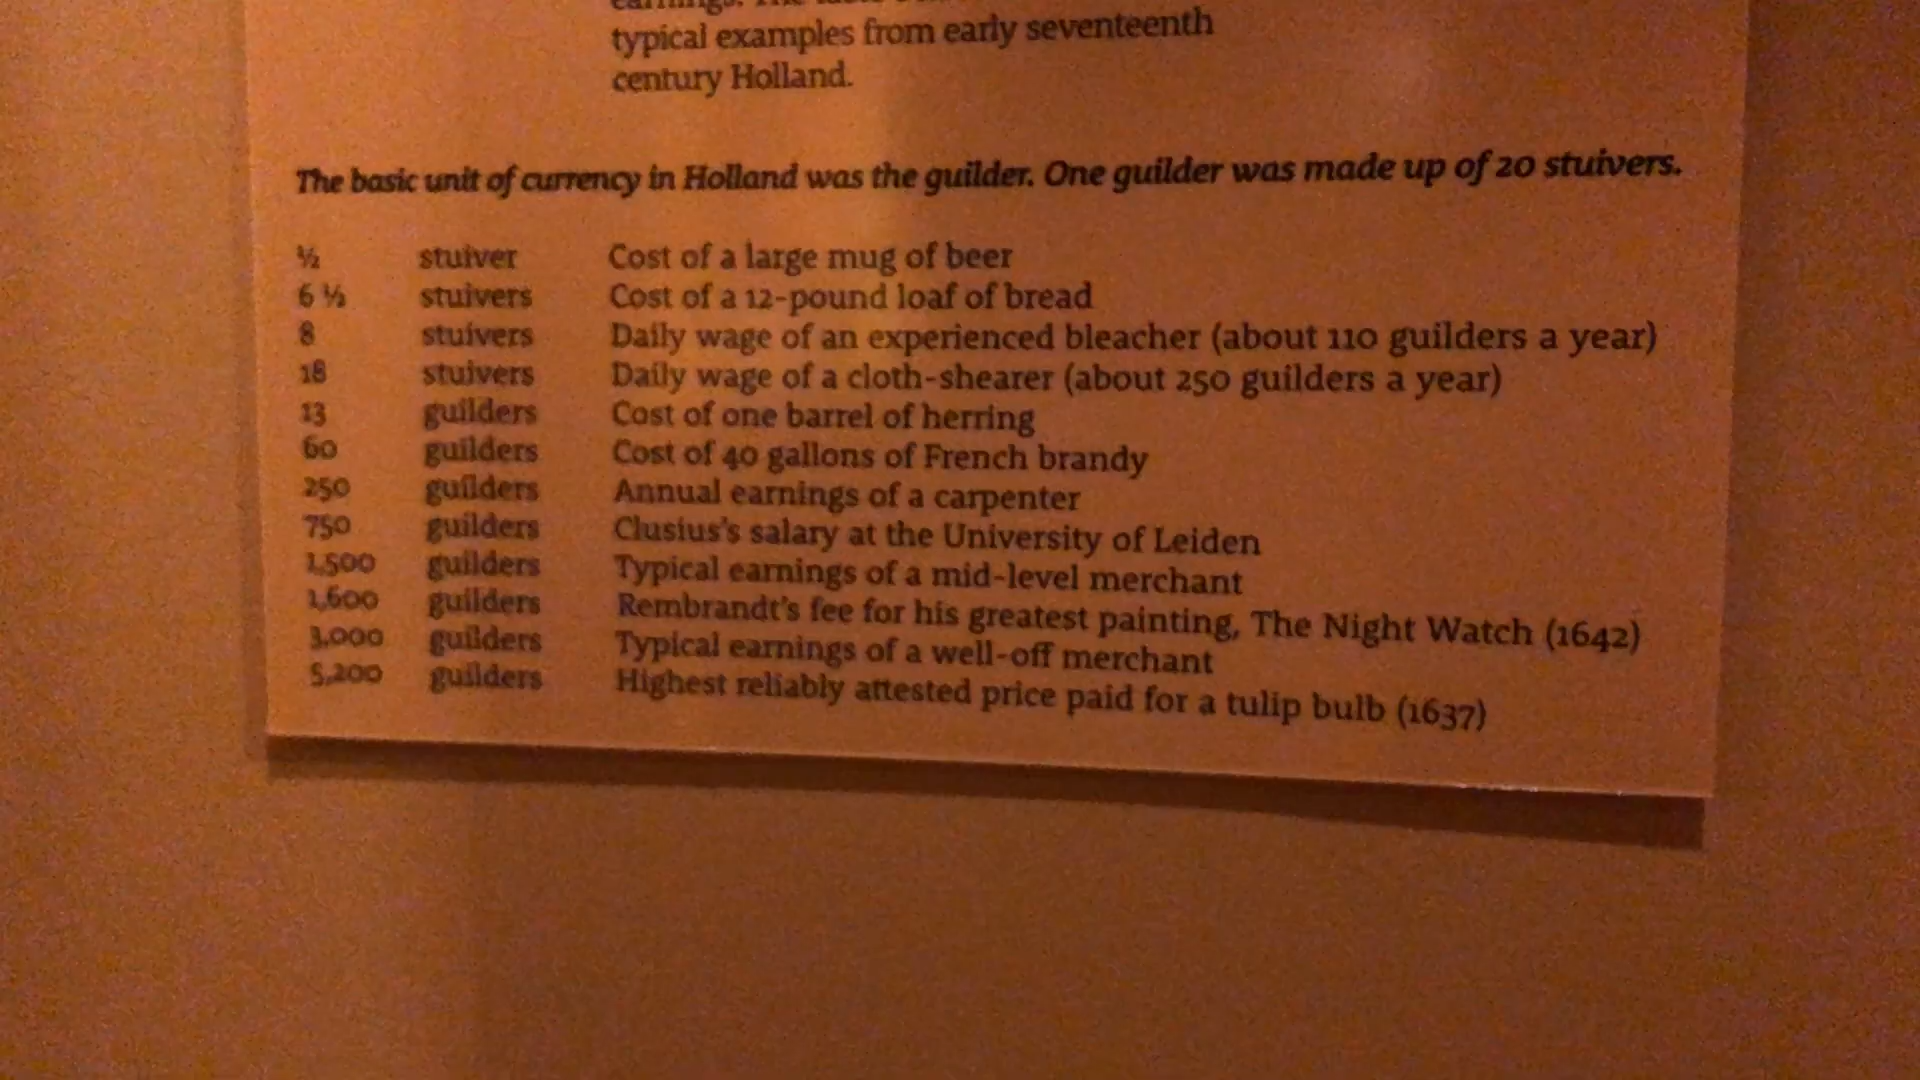 typical examples from early seventeenth
century Holland.
The basic unit of currency in Holland was the guilder. One guilder was made up of 20 stuivers.
½ stuiver Cost of a large mug of beer
6 ½ stuivers Cost of a 12-pound loaf of bread
8 stuivers Daily wage of an experienced bleacher (about 110 guilders a year)
18 stuivers Daily wage of a cloth-shearer (about 250 guilders a year)
13 guilders Cost of one barrel of herring
60 guilders Cost of 40 gallons of French brandy
250 guilders Annual earnings of a carpenter
750 guilders Clusius's salary at the University of Leiden
1,500 guilders Typical earnings of a mid-level merchant
1,600 guilders Rembrandt's fee for his greatest painting, The Night Watch (1642)
3,000 guilders Typical earnings of a well-off merchant
5,200 guilders Highest reliably attested price paid for a tulip bulb (1637)